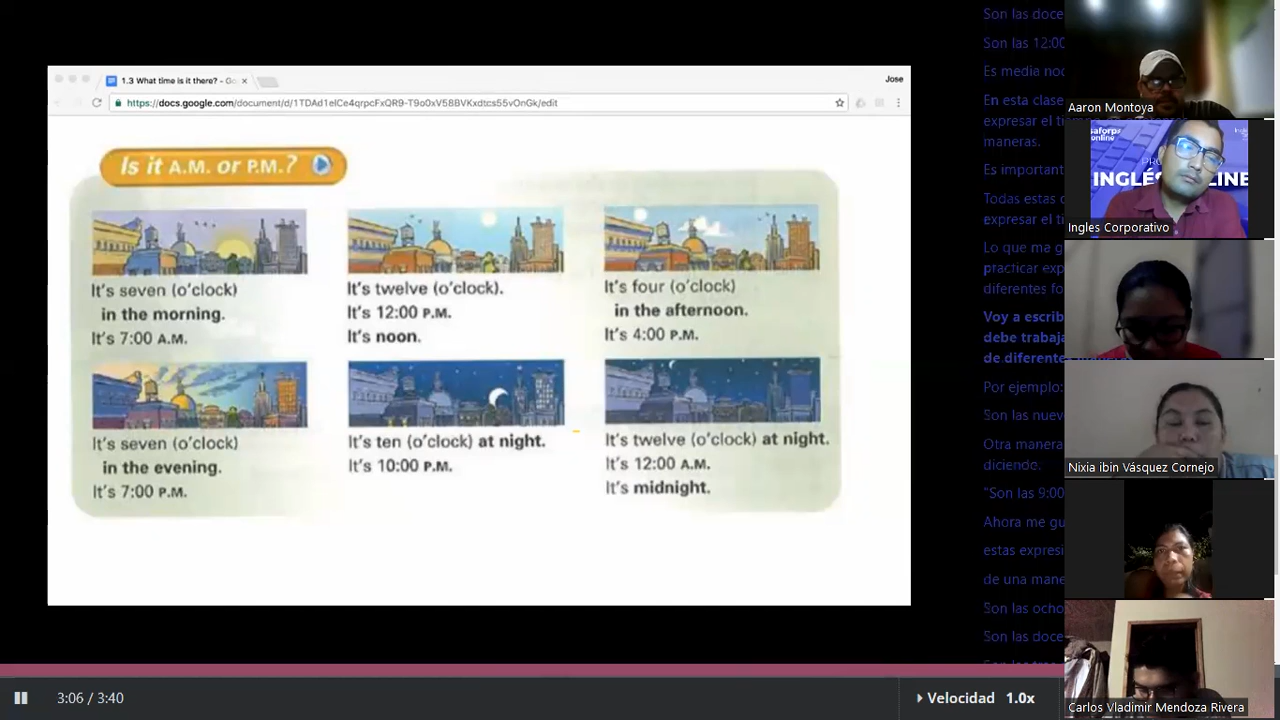 1.3 What time is it there? - Go
Jose
https://docs.google.com/document/d/1TDAd1elCe4qrpcFxQR9-T9o0xV58BVKxdtcs55vOnGk/edit
Is it A.M. or P.M.?
It's seven (o'clock)
in the morning.
It's 7:00 A.M.
It's twelve (o'clock).
It's 12:00 P.M.
It's noon.
It's four (o'clock)
in the afternoon.
It's 4:00 P.M.
It's seven (o'clock)
in the evening.
It's 7:00 P.M.
It's ten (o'clock) at night.
It's 10:00 P.M.
It's twelve (o'clock) at night.
It's 12:00 A.M.
It's midnight.
3:06 / 3:40
Velocidad 1.0x
Son las doce
Son las 12:00
Es media
En esta clase
expresar el
maneras.
Es important
Todas estas
expresar el
Lo que me
practicar exp
diferentes
Voy a escrib
debe trabaja
de
Por ejemplo:
Son las nuev
Otra manera
diciendo.
"Son las 9:00
Ahora me gu
estas expresi
de una mane
Son las ocho
Son las doce
Aaron Montoya
online
INGLÉS
LINE
Ingles Corporativo
Nixia ibin Vásquez Cornejo
Carlos Vladimir Mendoza Rivera